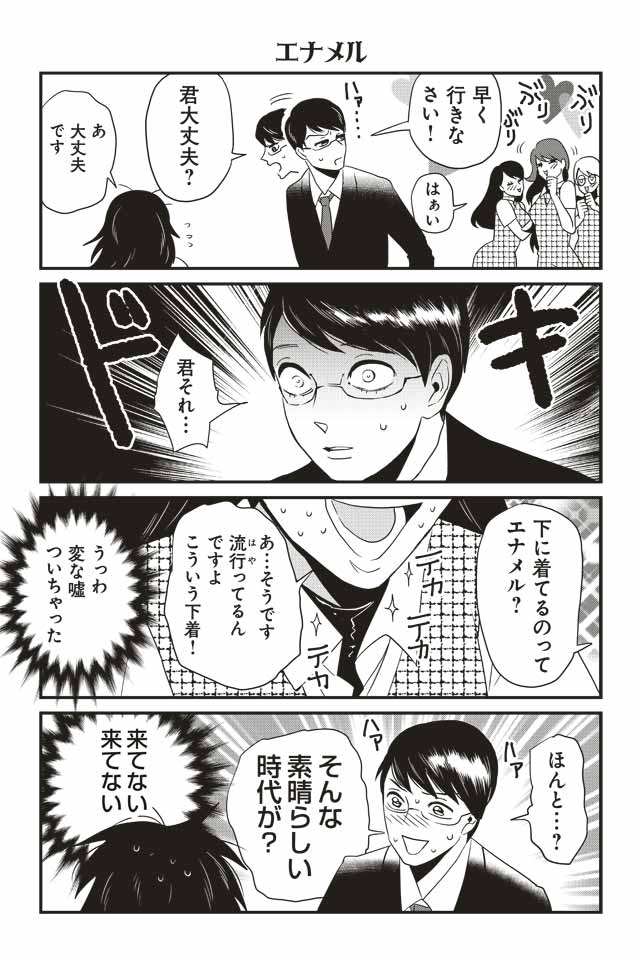 エナメル
ぷり
ぷり
ぷり
早く
行きな
さい！
はぁい
ハァ…
君大丈夫？
あ
大丈夫
です
ッッッ
ドキ
君それ…
下に着てるのって
エナメル？
テカ
テカ
あ…そうです
流行ってるん
はや
ですよ
こういう下着！
うっわ
変な嘘
ついちゃった
ほんと…？
ハァ
ハァ
そんな
素晴らしい
時代が？
来てない
来てない